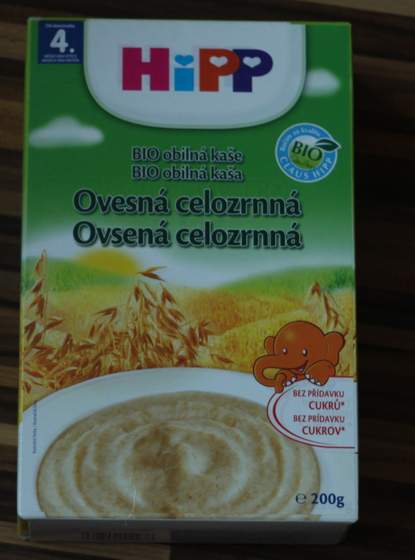 4.
HiPP
BIO obilná kaše
BIO obilná kaša
BIO
CLAUS HIPP
Ovesná celozrnná
Ovsená celozrnná
BEZ PŘÍDAVKU
CUKRŮ*
BEZ PRÍDAVKU
CUKROV*
e 200g